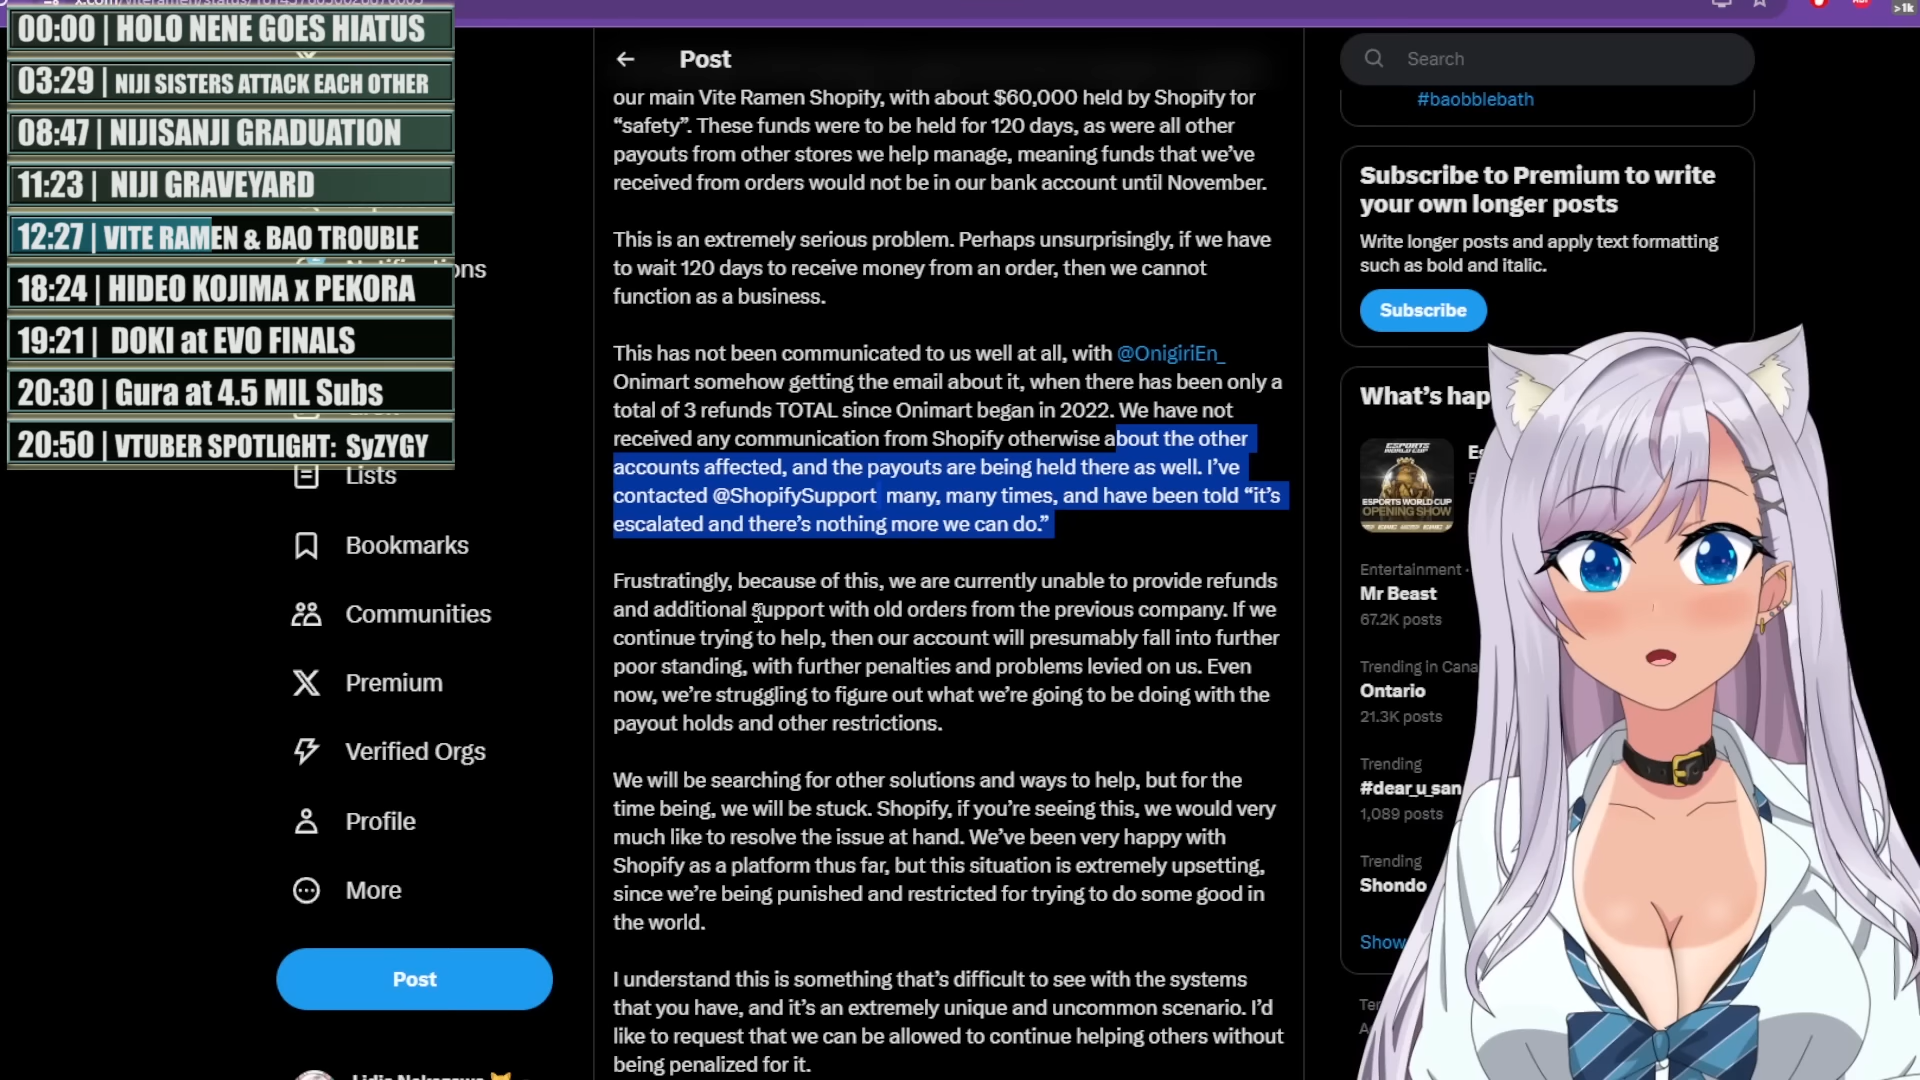 00:00 | HOLO NENE GOES HIATUS
03:29 | NIJI SISTERS ATTACK EACH OTHER
08:47 | NIJISANJI GRADUATION
11:23 | NIJI GRAVEYARD
12:27 | VITE RAMEN & BAO TROUBLE
18:24 | HIDEO KOJIMA x PEKORA
19:21 | DOKI at EVO FINALS
20:30 | Gura at 4.5 MIL Subs
20:50 | VTUBER SPOTLIGHT: SyZYGY
Lists
Bookmarks
Communities
Premium
Verified Orgs
Profile
More
Post
Post
our main Vite Ramen Shopify, with about $60,000 held by Shopify for
“safety”. These funds were to be held for 120 days, as were all other
payouts from other stores we help manage, meaning funds that we’ve
received from orders would not be in our bank account until November.
This is an extremely serious problem. Perhaps unsurprisingly, if we have
to wait 120 days to receive money from an order, then we cannot
function as a business.
This has not been communicated to us well at all, with @OnigiriEn_
Onimart somehow getting the email about it, when there has been only a
total of 3 refunds TOTAL since Onimart began in 2022. We have not
received any communication from Shopify otherwise about the other
accounts affected, and the payouts are being held there as well. I’ve
contacted @ShopifySupport many, many times, and have been told “it’s
escalated and there’s nothing more we can do.”
Frustratingly, because of this, we are currently unable to provide refunds
and additional support with old orders from the previous company. If we
continue trying to help, then our account will presumably fall into further
poor standing, with further penalties and problems levied on us. Even
now, we’re struggling to figure out what we’re going to be doing with the
payout holds and other restrictions.
We will be searching for other solutions and ways to help, but for the
time being, we will be stuck. Shopify, if you’re seeing this, we would very
much like to resolve the issue at hand. We’ve been very happy with
Shopify as a platform thus far, but this situation is extremely upsetting,
since we’re being punished and restricted for trying to do some good in
the world.
I understand this is something that’s difficult to see with the systems
that you have, and it’s an extremely unique and uncommon scenario. I’d
like to request that we can be allowed to continue helping others without
being penalized for it.
>1k
Search
#baobblebath
Subscribe to Premium to write
your own longer posts
Write longer posts and apply text formatting
such as bold and italic.
Subscribe
What’s hap
ESPORTS
WORLD CUP
OPENING SHOW
Entertainment ·
Mr Beast
67.2K posts
Trending in Cana
Ontario
21.3K posts
Trending
#dear_u_san
1,089 posts
Trending
Shondo
Show